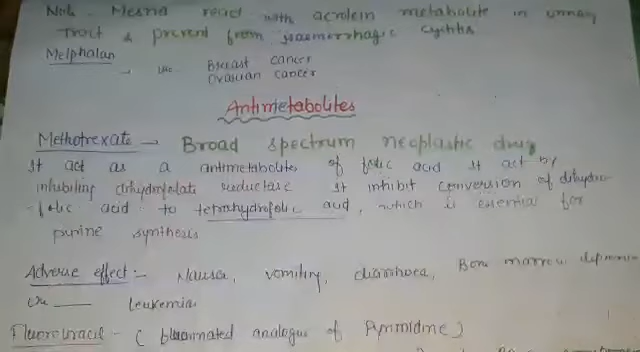 Note - Mesna react with acrolein metabolite in urinary
tract & prevent from haemorrhagic cystitis
Melphalan
→ Use Breast cancer
Ovarian cancer
Antimetabolites
Methotrexate → Broad spectrum neoplastic drug
It act as a antimetabolites of folic acid It act by
inhibiting dihydrofolate reductase It inhibit conversion of dihydro-
-folic acid to tetrahydrofolic acid, which is essential for
purine synthesis
Adverse effect:- Nausea, vomiting, diarrhoea, Bone marrow depression
Use — Leukemia
Fluorouracil - ( analogue of Pyrimidine)